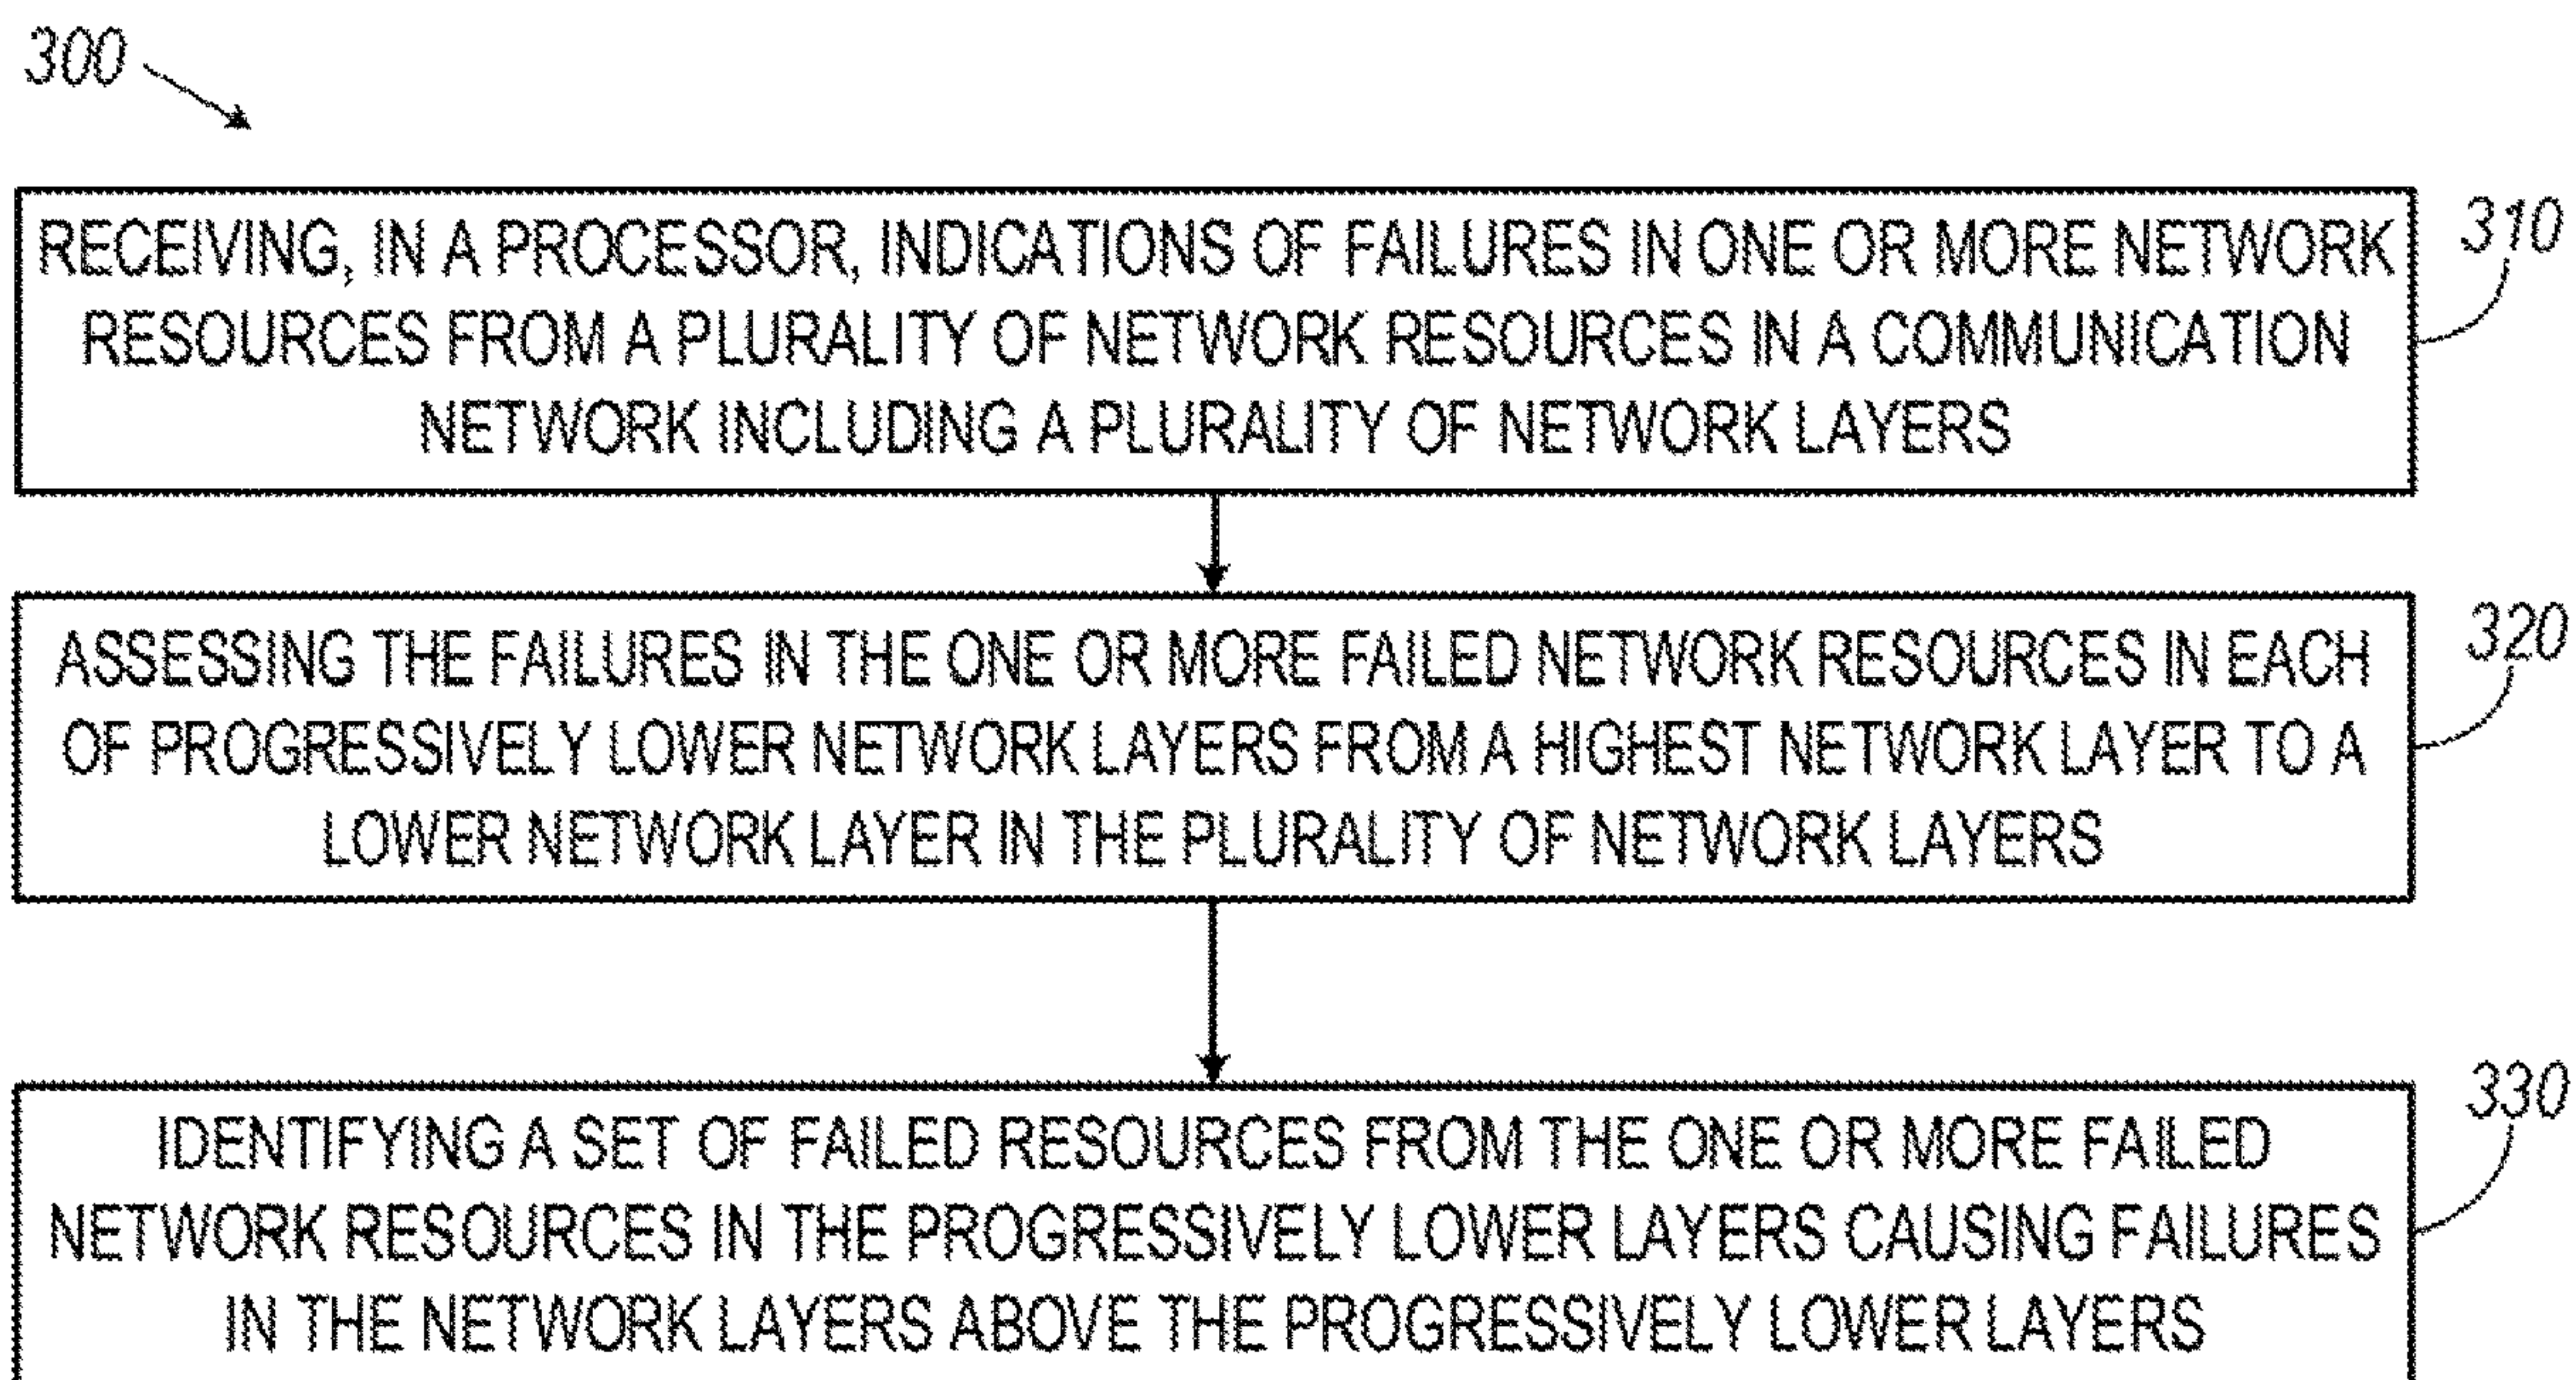 300
RECEIVING, IN A PROCESSOR, INDICATIONS OF FAILURES IN ONE OR MORE NETWORK
RESOURCES FROM A PLURALITY OF NETWORK RESOURCES IN A COMMUNICATION
NETWORK INCLUDING A PLURALITY OF NETWORK LAYERS
310
ASSESSING THE FAILURES IN THE ONE OR MORE FAILED NETWORK RESOURCES IN EACH
OF PROGRESSIVELY LOWER NETWORK LAYERS FROM A HIGHEST NETWORK LAYER TO A
LOWER NETWORK LAYER IN THE PLURALITY OF NETWORK LAYERS
320
IDENTIFYING A SET OF FAILED RESOURCES FROM THE ONE OR MORE FAILED
NETWORK RESOURCES IN THE PROGRESSIVELY LOWER LAYERS CAUSING FAILURES
IN THE NETWORK LAYERS ABOVE THE PROGRESSIVELY LOWER LAYERS
330